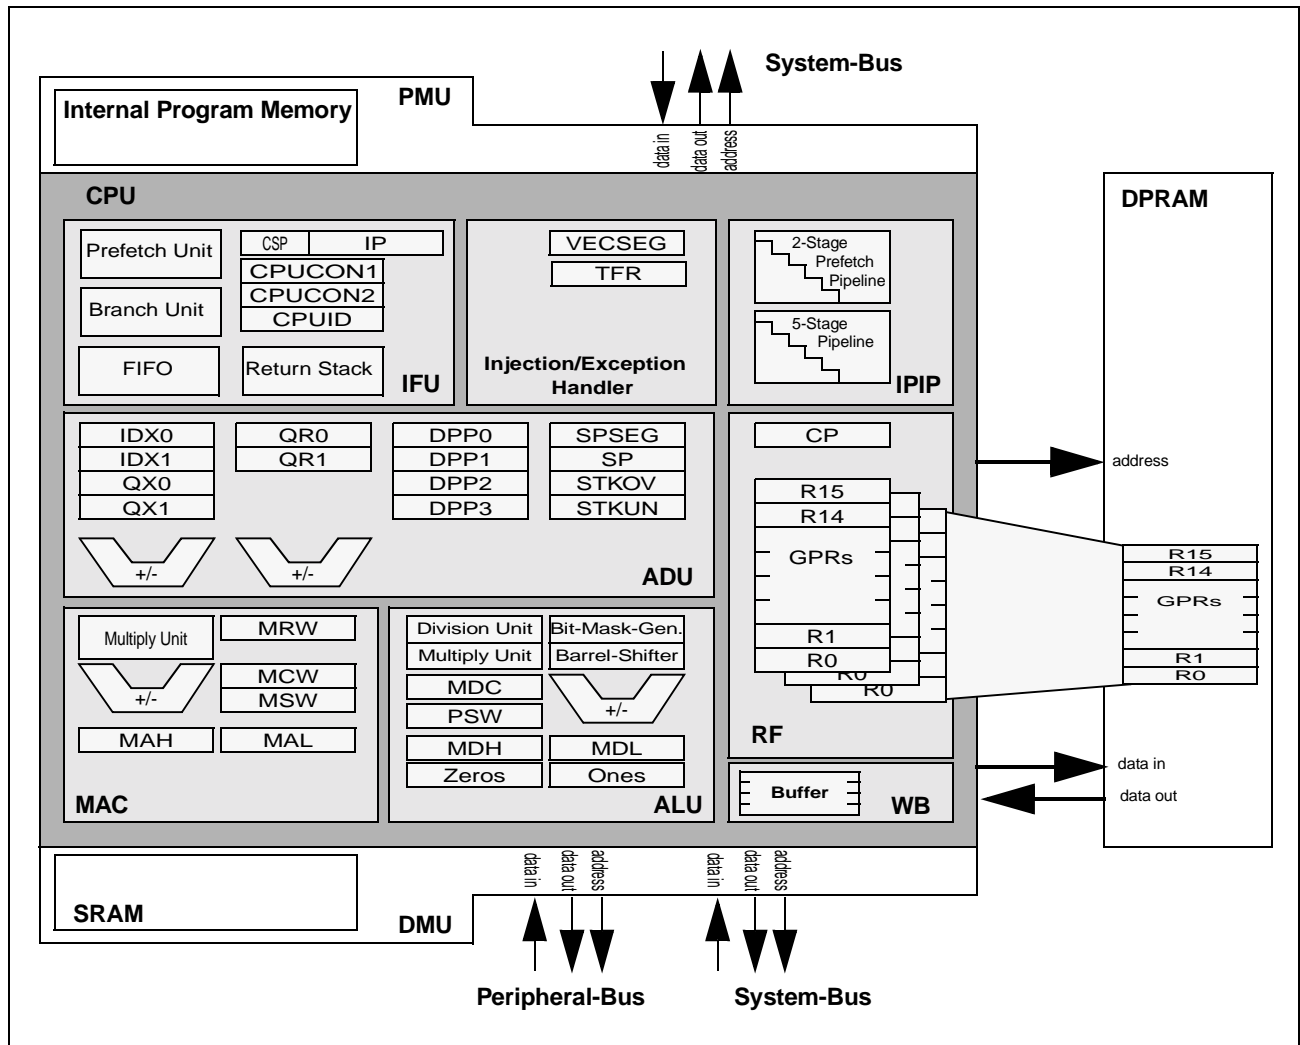 System-Bus
PMU
Internal Program Memory
data in
data out
address
CPU
DPRAM
Prefetch Unit
CSP
IP
CPUCON1
CPUCON2
CPUID
Branch Unit
FIFO
Return Stack
IFU
VECSEG
TFR
Injection/Exception
Handler
2-Stage
Prefetch
Pipeline
5-Stage
Pipeline
IPIP
IDX0
IDX1
QX0
QX1
QR0
QR1
DPP0
DPP1
DPP2
DPP3
SPSEG
SP
STKOV
STKUN
+/-
+/-
ADU
CP
R15
R14
GPRs
R1
R0
R0
R0
RF
address
R15
R14
GPRs
R1
R0
Multiply Unit
MRW
+/-
MCW
MSW
MAH
MAL
MAC
Division Unit
Bit-Mask-Gen.
Multiply Unit
Barrel-Shifter
MDC
PSW
+/-
MDH
MDL
Zeros
Ones
ALU
Buffer
WB
data in
data out
SRAM
DMU
data in
data out
address
data in
data out
address
Peripheral-Bus
System-Bus